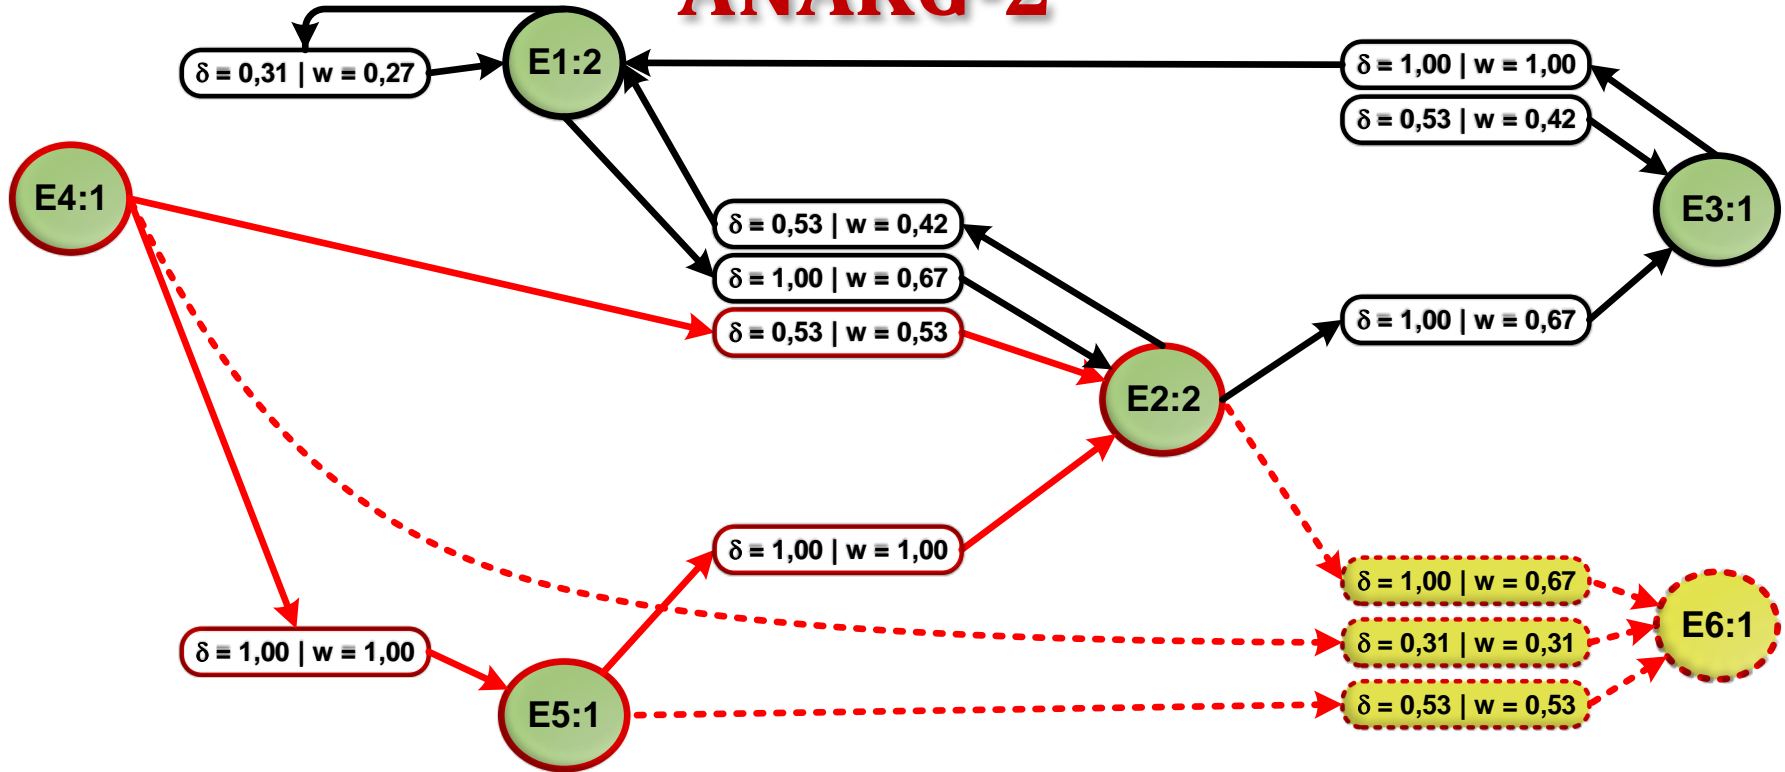 ANAKG-2
E1:2
δ = 0,31 | w = 0,27
δ = 1,00 | w = 1,00
δ = 0,53 | w = 0,42
E4:1
E3:1
δ = 0,53 | w = 0,42
δ = 1,00 | w = 0,67
δ = 0,53 | w = 0,53
δ = 1,00 | w = 0,67
E2:2
δ = 1,00 | w = 1,00
δ = 1,00 | w = 0,67
δ = 0,31 | w = 0,31
δ = 0,53 | w = 0,53
E6:1
δ = 1,00 | w = 1,00
E5:1